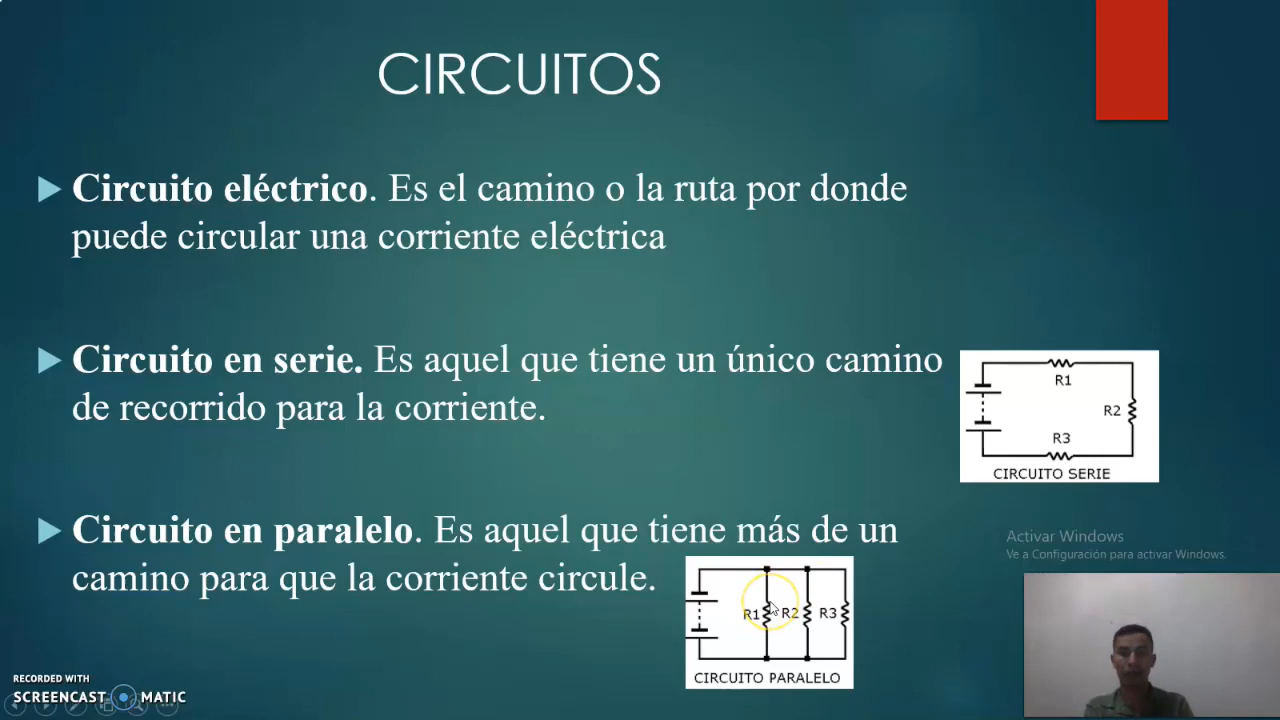 CIRCUITOS
Circuito eléctrico. Es el camino o la ruta por donde
puede circular una corriente eléctrica
Circuito en serie. Es aquel que tiene un único camino
de recorrido para la corriente.
R1
R2
R3
CIRCUITO SERIE
Circuito en paralelo. Es aquel que tiene más de un
camino para que la corriente circule.
R1 R2 R3
CIRCUITO PARALELO
Activar Windows
Ve a Configuración para activar Windows.
RECORDED WITH
SCREENCAST MATIC